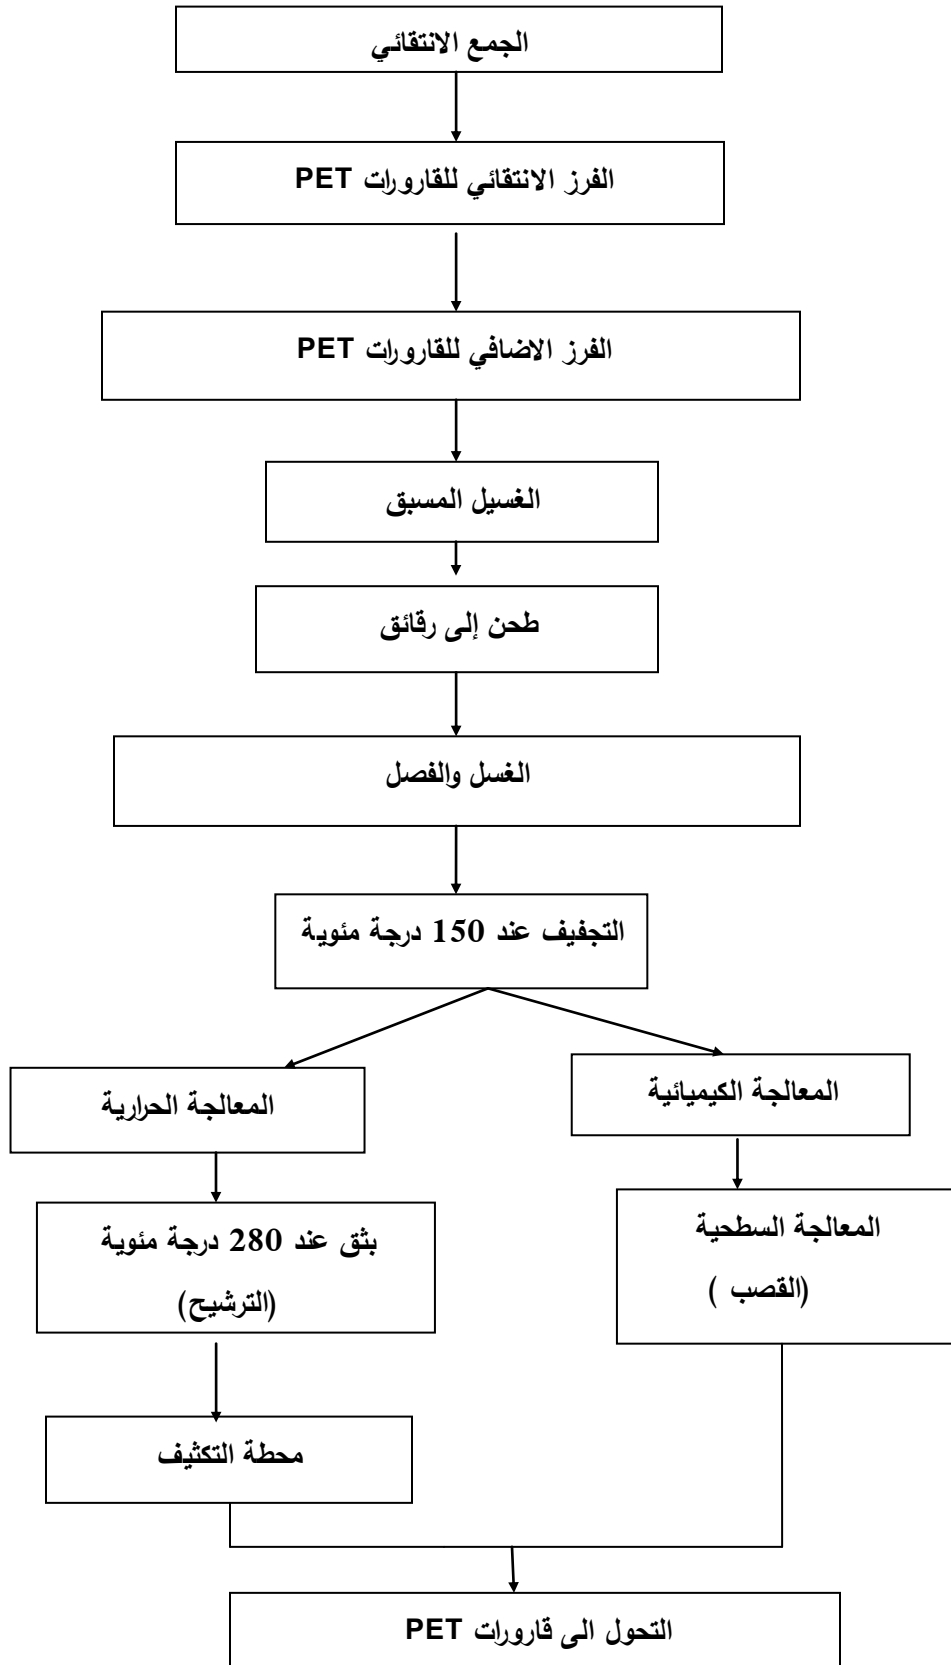 الجمع الانتقائي
الفرز الانتقائي للقارورات PET
الفرز الاضافي للقارورات PET
الغسيل المسبق
طحن إلى رقائق
الغسل والفصل
التجفيف عند 150 درجة مئوية
المعالجة الكيميائية
المعالجة الحرارية
المعالجة السطحية
(القصب )
بثق عند 280 درجة مئوية
(الترشيح)
محطة التكثيف
التحول الى قارورات PET